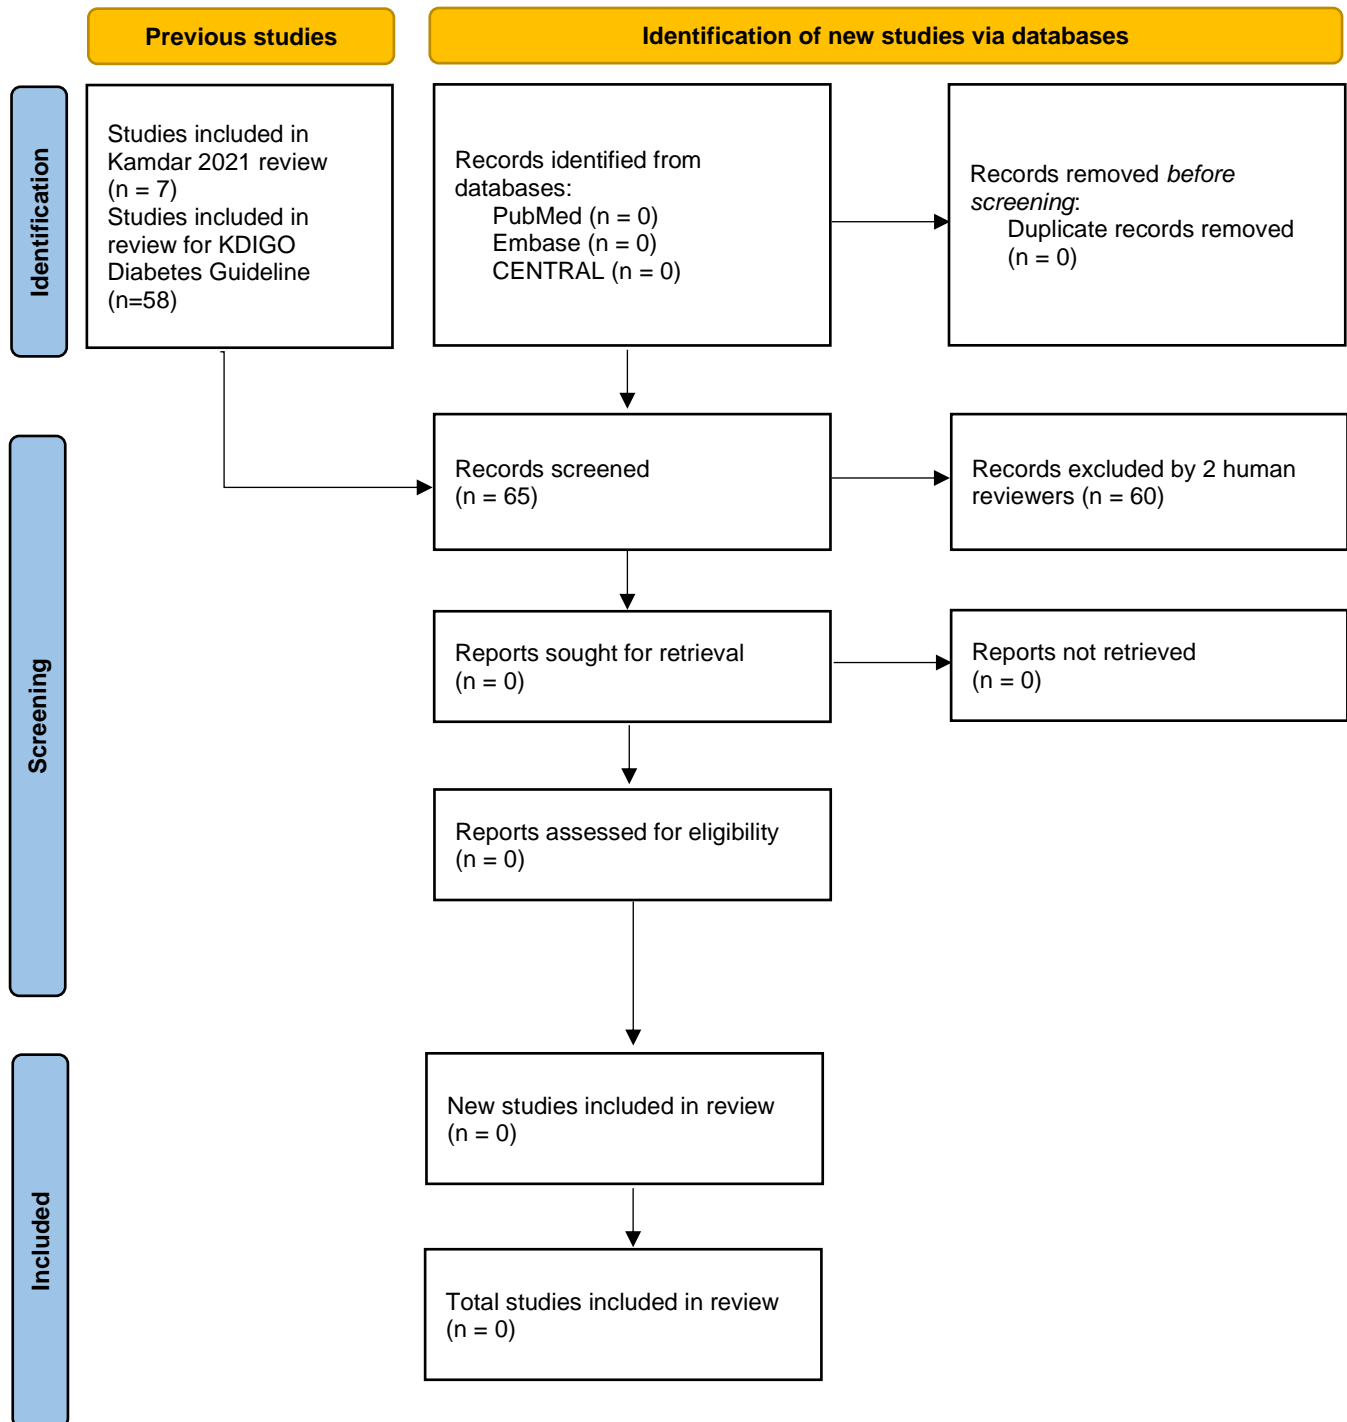 Previous studies
Identification of new studies via databases
Identification
Studies included in
Kamdar 2021 review
(n = 7)
Studies included in
review for KDIGO
Diabetes Guideline
(n=58)
Records identified from
databases:
PubMed (n = 0)
Embase (n = 0)
CENTRAL (n = 0)
Records removed before
screening:
Duplicate records removed
(n = 0)
Screening
Records screened
(n = 65)
Records excluded by 2 human
reviewers (n = 60)
Reports sought for retrieval
(n = 0)
Reports not retrieved
(n = 0)
Reports assessed for eligibility
(n = 0)
Included
New studies included in review
(n = 0)
Total studies included in review
(n = 0)